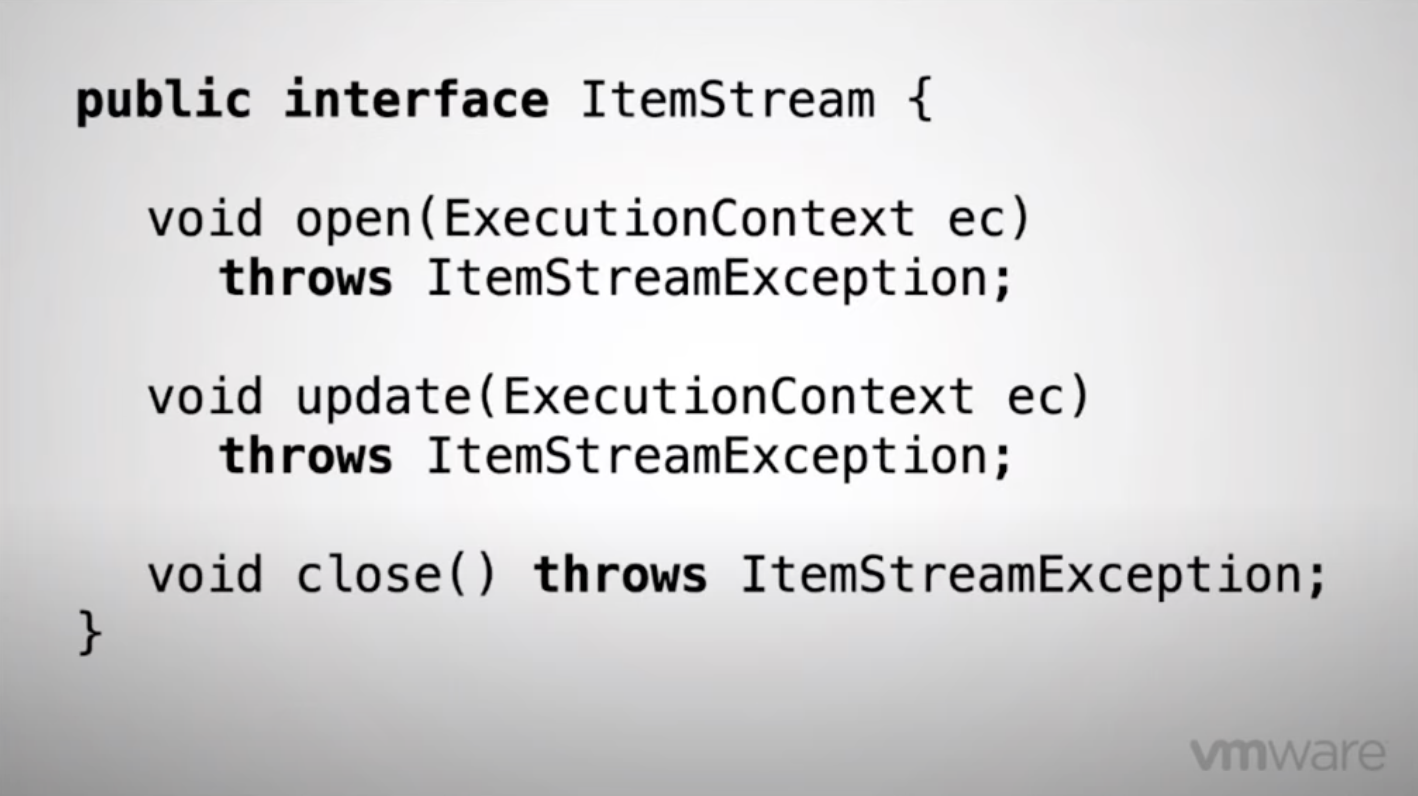 public interface ItemStream {
void open(ExecutionContext ec)
throws ItemStreamException;
void update(ExecutionContext ec)
throws ItemStreamException;
void close() throws ItemStreamException;
}
vmware